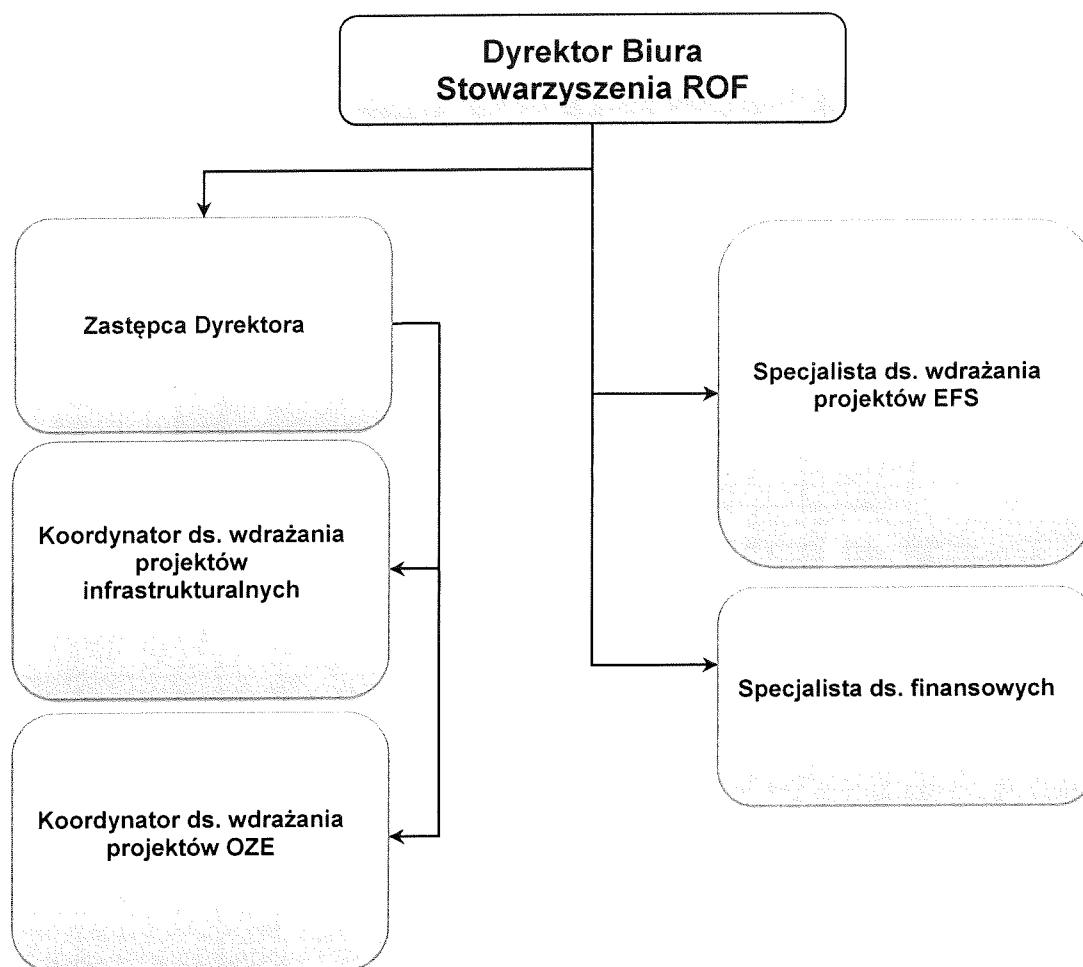 Dyrektor Biura
Stowarzyszenia ROF
Zastępca Dyrektora
Koordynator ds. wdrażania
projektów
infrastrukturalnych
Koordynator ds. wdrażania
projektów OZE
Specjalista ds. wdrażania
projektów EFS
Specjalista ds. finansowych